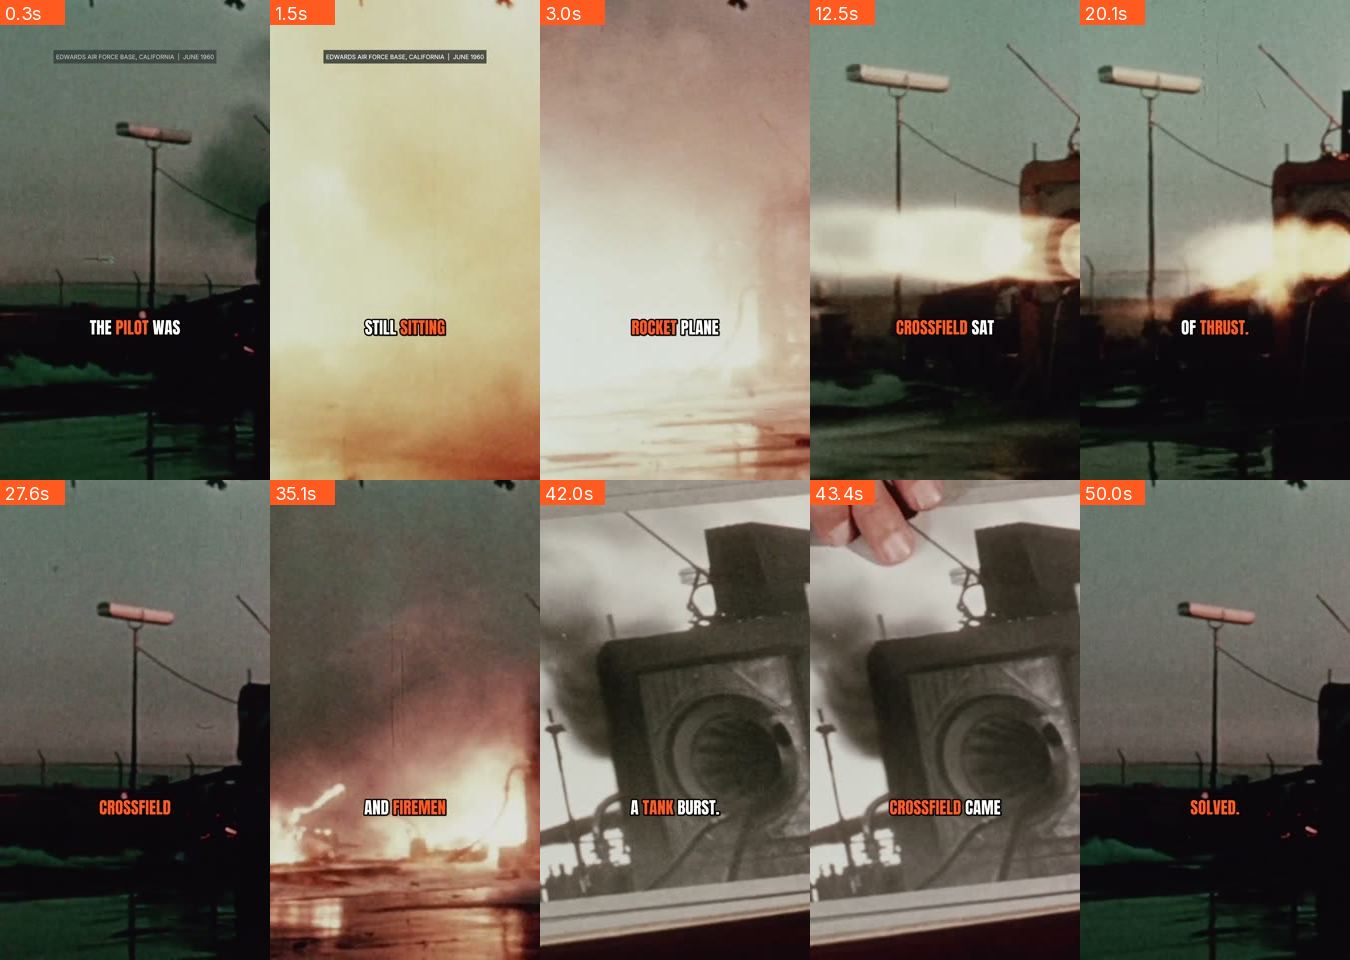 0.3s
EDWARDS AIR FORCE BASE, CALIFORNIA | JUNE 1960
THE PILOT WAS
1.5s
EDWARDS AIR FORCE BASE, CALIFORNIA | JUNE 1960
STILL SITTING
3.0s
ROCKET PLANE
12.5s
CROSSFIELD SAT
20.1s
OF THRUST.
27.6s
CROSSFIELD
35.1s
AND FIREMEN
42.0s
A TANK BURST.
43.4s
CROSSFIELD CAME
50.0s
SOLVED.